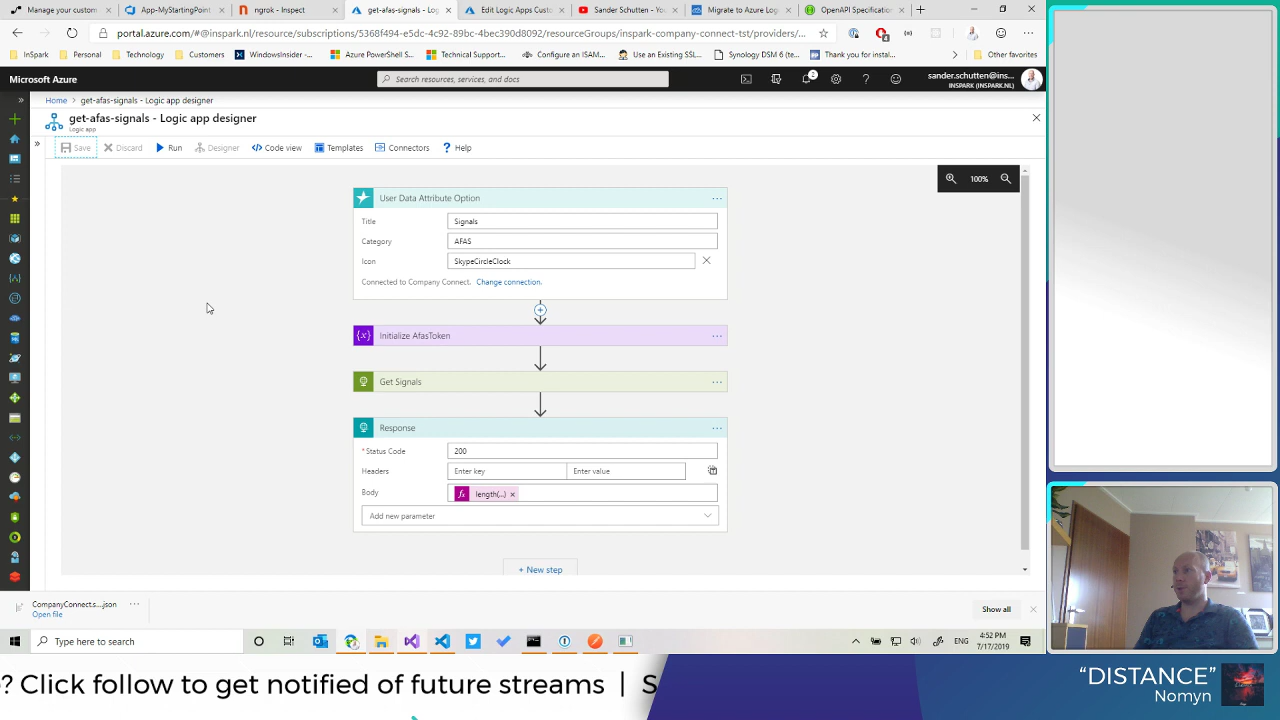 Manage your custom
App-MyStartingPoint
ngrok - Inspect
get-afas-signals - Log
Edit Logic Apps Custo
Sander Schutten - You
Migrate to Azure Log
OpenAPI Specification
portal.azure.com/#@inspark.nl/resource/subscriptions/5368f494-e5dc-4c92-89bc-4bec390d8092/resourceGroups/inspark-company-connect-tst/providers/...
InSpark
Personal
Technology
Customers
WindowsInsider -
Azure PowerShell S
Technical Support
Configure an ISAM...
Use an Existing SSL
Synology DSM 6 (te
Thank you for instal
Other favorites
Microsoft Azure
Search resources, services, and docs
1
sander.schutten@ins...
INSPARK (INSPARK.NL)
Home > get-afas-signals - Logic app designer
get-afas-signals - Logic app designer
Logic app
Save
Discard
Run
Designer
Code view
Templates
Connectors
Help
100%
User Data Attribute Option
Title
Signals
Category
AFAS
Icon
SkypeCircleClock
Connected to Company Connect. Change connection.
{x} Initialize AfasToken
Get Signals
Response
* Status Code
200
Headers
Enter key
Enter value
Body
fx length(...) ×
Add new parameter
+ New step
CompanyConnect.s....json
Open file
Show all
Type here to search
ENG
4:52 PM
7/17/2019
? Click follow to get notified of future streams | S
"DISTANCE"
Nomyn